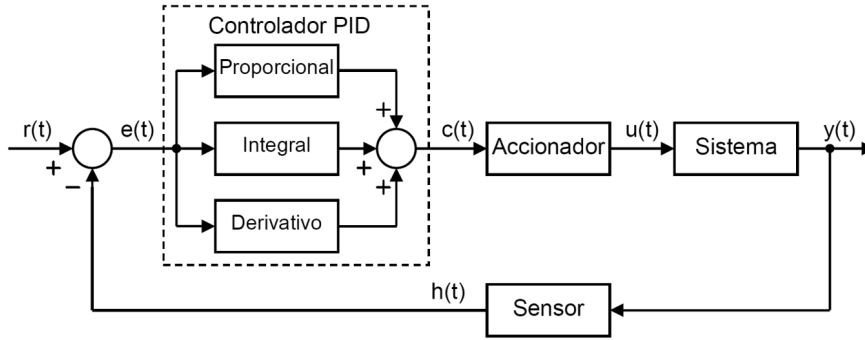 Controlador PID
Proporcional
r(t)
e(t)
+
−
Integral
+
+
+
c(t)
Accionador
u(t)
Sistema
y(t)
Derivativo
h(t)
Sensor